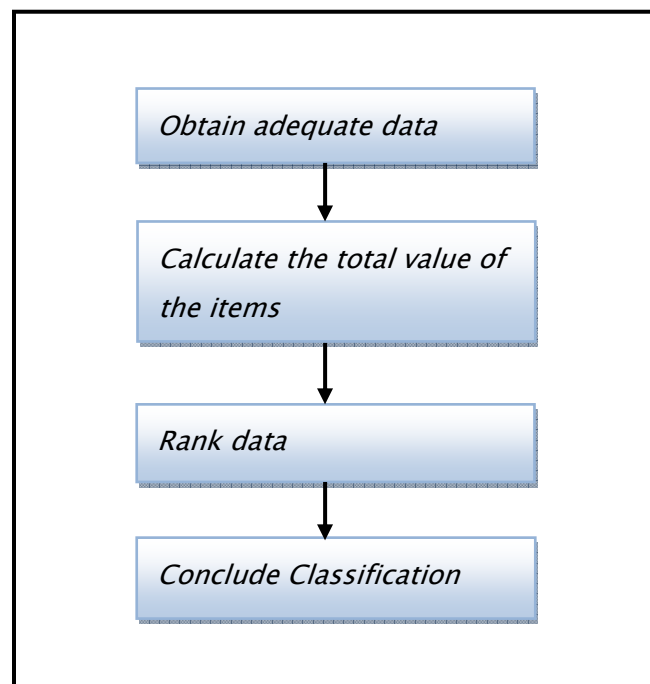 Obtain adequate data
Calculate the total value of
the items
Rank data
Conclude Classification